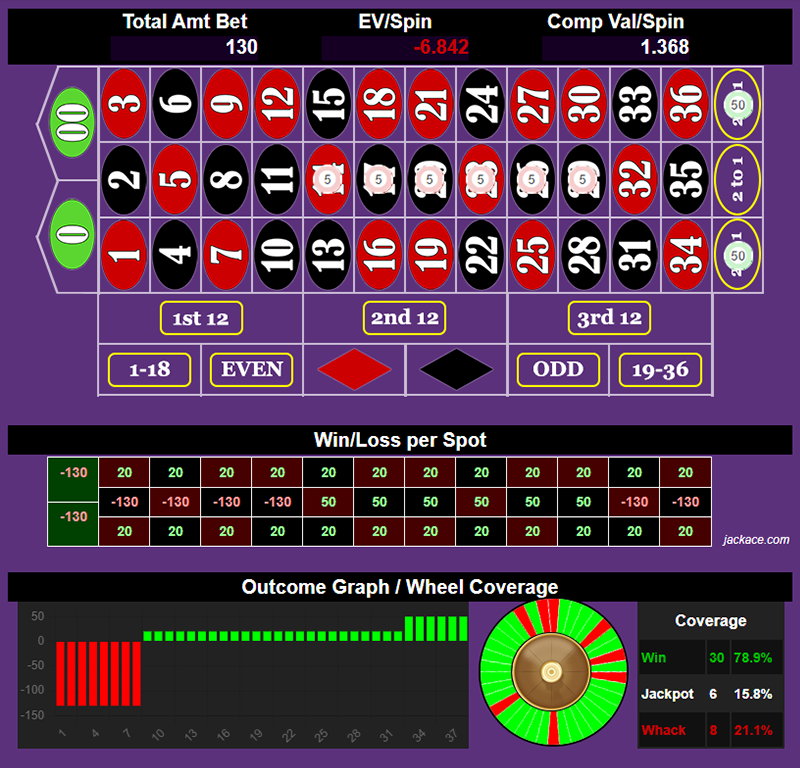 Total Amt Bet EV/Spin Comp Val/Spin
130 -6.842 1.368
00 3 6 9 12 15 18 21 24 27 30 33 36 50
2 5 8 11 5 5 5 5 5 5 32 35 2 to 1
0 1 4 7 10 13 16 19 22 25 28 31 34 50
1st 12 2nd 12 3rd 12
1-18 EVEN ODD 19-36
Win/Loss per Spot
-130 20 20 20 20 20 20 20 20 20 20 20 20
-130 -130 -130 -130 50 50 50 50 50 50 -130 -130
-130 20 20 20 20 20 20 20 20 20 20 20 20
jackace.com
Outcome Graph / Wheel Coverage
50
0
-50
-100
-150
1 4 7 10 13 16 19 22 25 28 31 34 37
Coverage
Win 30 78.9%
Jackpot 6 15.8%
Whack 8 21.1%